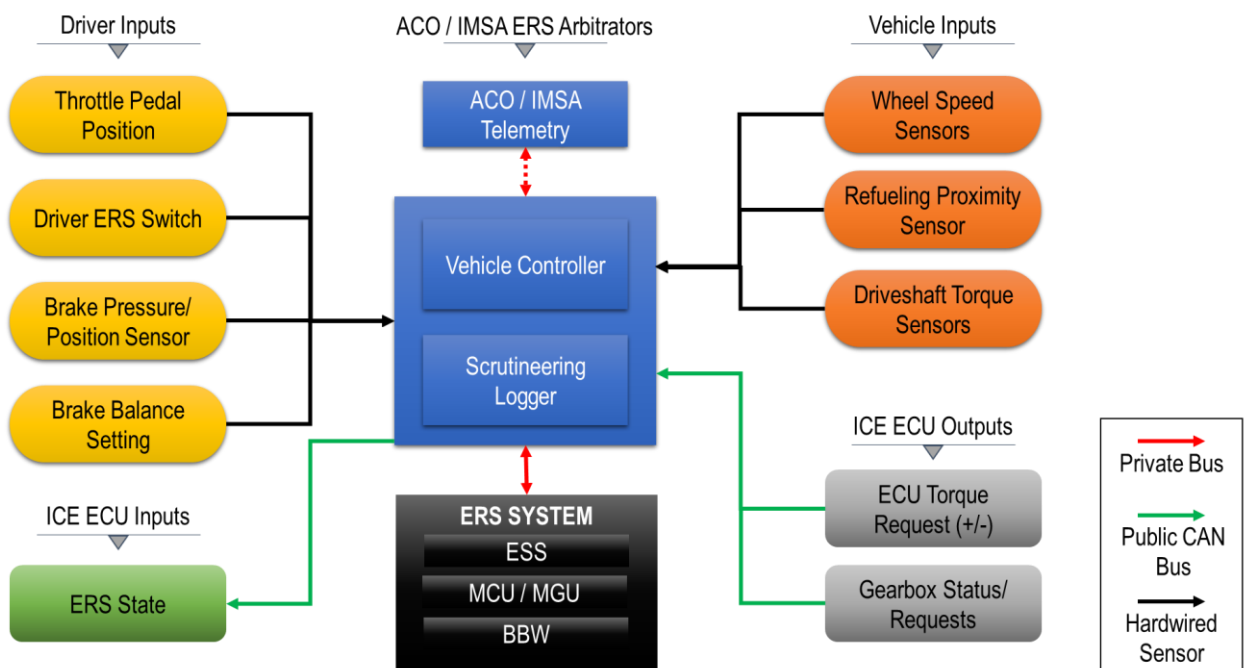 Driver Inputs
Throttle Pedal
Position
Driver ERS Switch
Brake Pressure/
Position Sensor
Brake Balance
Setting
ICE ECU Inputs
ERS State
ACO / IMSA ERS Arbitrators
ACO / IMSA
Telemetry
Vehicle Controller
Scrutineering
Logger
ERS SYSTEM
ESS
MCU / MGU
BBW
Vehicle Inputs
Wheel Speed
Sensors
Refueling Proximity
Sensor
Driveshaft Torque
Sensors
ICE ECU Outputs
ECU Torque
Request (+/-)
Gearbox Status/
Requests
Private Bus
Public CAN
Bus
Hardwired
Sensor